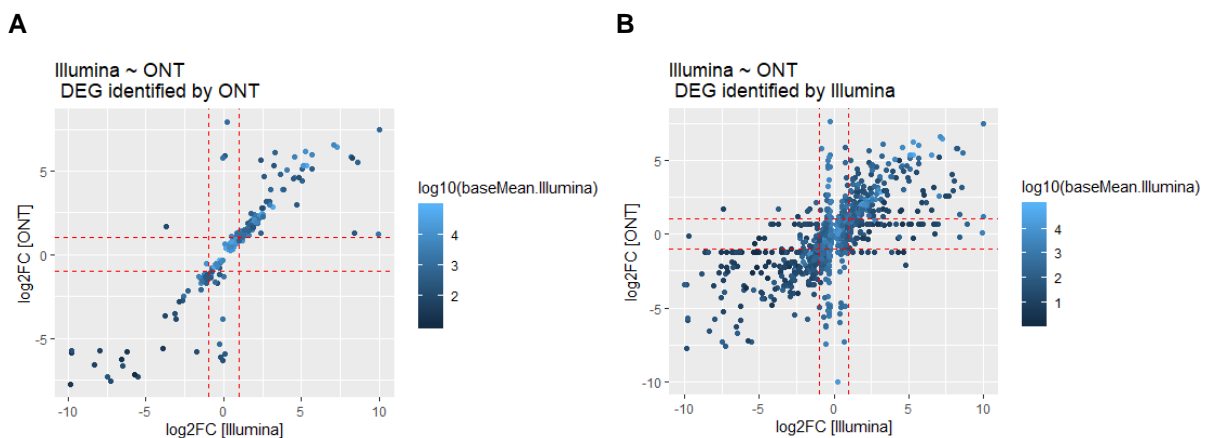 A
Illumina ~ ONT
DEG identified by ONT
log2FC [ONT]
5
0
-5
-10
-5
0
5
10
log2FC [Illumina]
log10(baseMean.Illumina)
4
3
2
B
Illumina ~ ONT
DEG identified by Illumina
log2FC [ONT]
5
0
-5
-10
-10
-5
0
5
10
log2FC [Illumina]
log10(baseMean.Illumina)
4
3
2
1